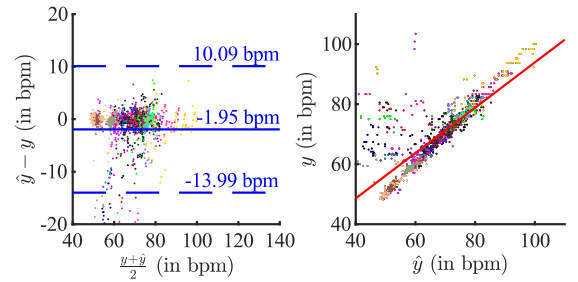 20
10
0
-10
-20
ŷ − y (in bpm)
10.09 bpm
-1.95 bpm
-13.99 bpm
40 60 80 100 120 140
y+ŷ/2 (in bpm)
100
80
60
40
y (in bpm)
40 60 80 100
ŷ (in bpm)